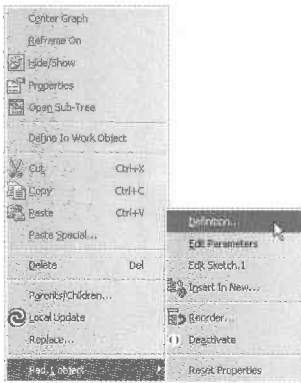 Center Graph
Reframe On
Hide/Show
Properties
Open Sub-Tree
Define In Work Object
Cut Ctrl+X
Copy Ctrl+C
Paste Ctrl+V
Paste Special...
Delete Del
Parents/Children...
Local Update
Replace...
Pad.1 object
Definition...
Edit Parameters
Edit Sketch.1
Insert In New...
Reorder...
Deactivate
Reset Properties